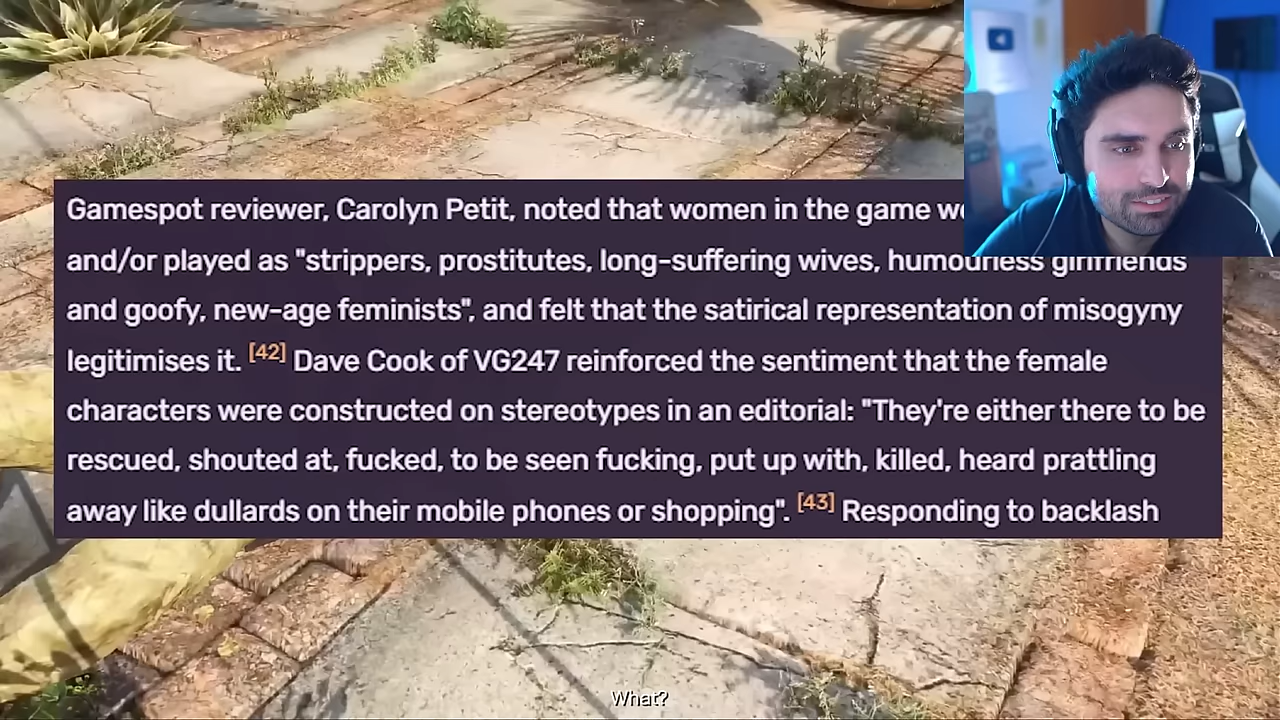 Gamespot reviewer, Carolyn Petit, noted that women in the game
and/or played as "strippers, prostitutes, long-suffering wives, humourless girlfriends
and goofy, new-age feminists", and felt that the satirical representation of misogyny
legitimises it. [42] Dave Cook of VG247 reinforced the sentiment that the female
characters were constructed on stereotypes in an editorial: "They're either there to be
rescued, shouted at, fucked, to be seen fucking, put up with, killed, heard prattling
away like dullards on their mobile phones or shopping". [43] Responding to backlash
What?